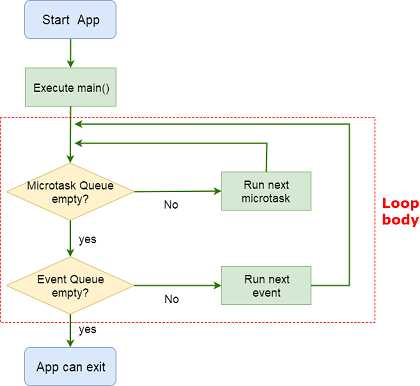 Start App
Execute main()
Microtask Queue
empty?
No
Run next
microtask
Loop
body
yes
Event Queue
empty?
No
Run next
event
yes
App can exit